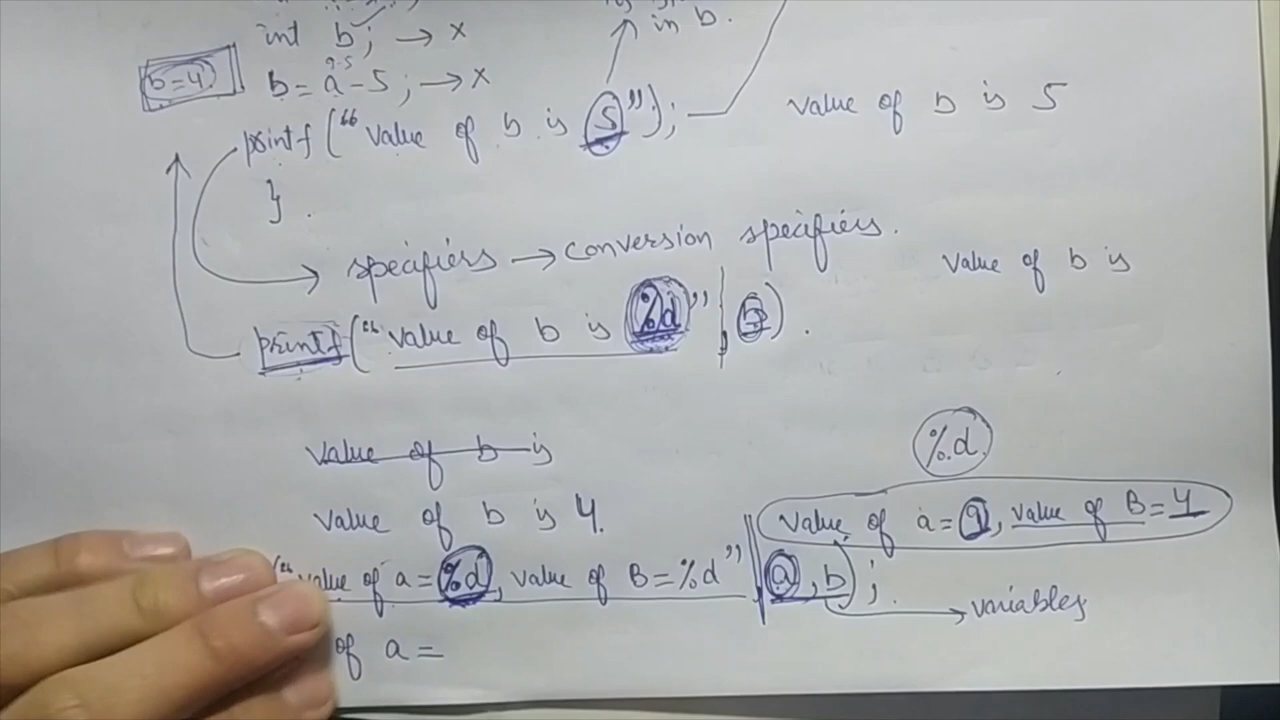 in b.
int b; → x
9-5
b=4
b = a - 5; → x
printf (“ Value of b is 5 ”);
Value of b is 5
} .
specifiers → conversion specifiers.
Value of b is
printf (“ value of b is %d ” , b) .
%d.
Value of b is
Value of b is 4.
Value of a = 9, value of B = 4
(“ value of a = %d, value of B = %d ” , a, b) ;
→ variables
of a =